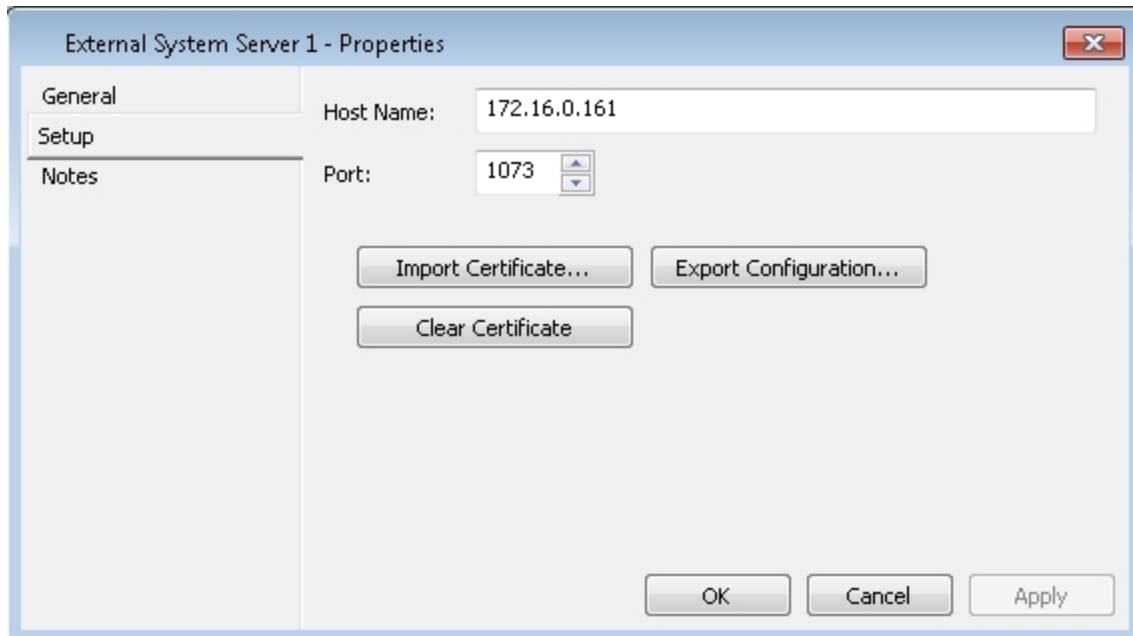 External System Server 1 - Properties
General
Setup
Notes
Host Name: 172.16.0.161
Port: 1073
Import Certificate... Export Configuration...
Clear Certificate
OK Cancel Apply